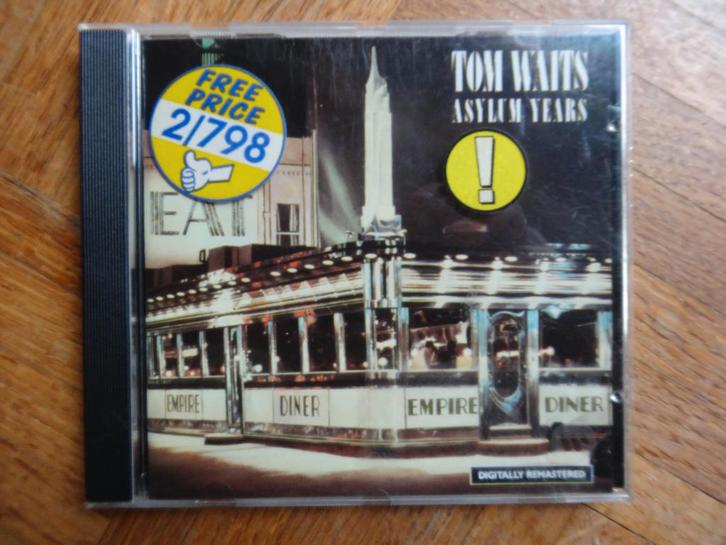 TOM WAITS
ASYLUM YEARS
FREE
PRICE
2/798
!
EAT
EMPIRE
DINER
EMPIRE
DINER
DIGITALLY REMASTERED